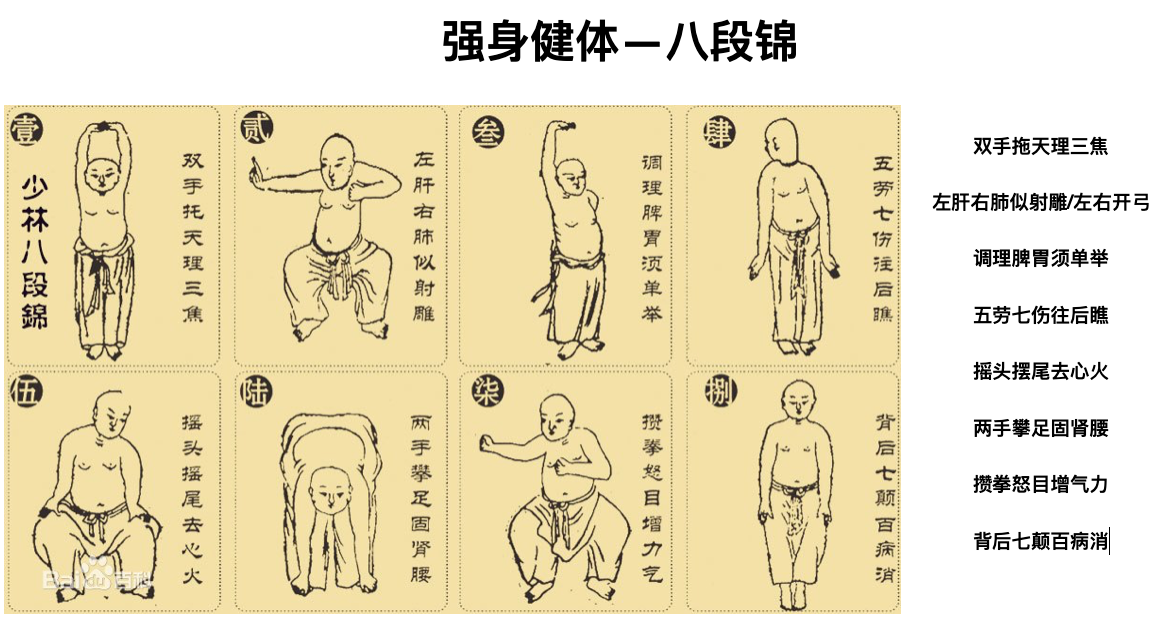 强身健体—八段锦
壹
少林八段錦
双手托天理三焦
贰
左肝右肺似射雕
叁
调理脾胃须单举
肆
五劳七伤往后瞧
伍
摇头摇尾去心火
Baidu百科
陆
两手攀足固肾腰
柒
攒拳怒目增力气
捌
背后七颠百病消
双手拖天理三焦
左肝右肺似射雕/左右开弓
调理脾胃须单举
五劳七伤往后瞧
摇头摆尾去心火
两手攀足固肾腰
攒拳怒目增气力
背后七颠百病消